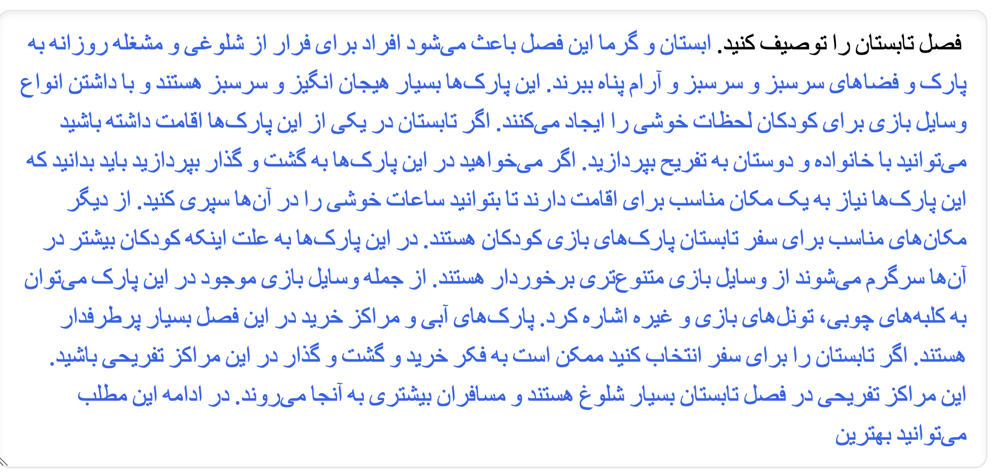 فصل تابستان را توصیف کنید. ابستان و گرما این فصل باعث می‌شود افراد برای فرار از شلوغی و مشغله روزانه به
پارک و فضاهای سرسبز و سرسبز و آرام پناه ببرند. این پارک‌ها بسیار هیجان انگیز و سرسبز هستند و با داشتن انواع
وسایل بازی برای کودکان لحظات خوشی را ایجاد می‌کنند. اگر تابستان در یکی از این پارک‌ها اقامت داشته باشید
می‌توانید با خانواده و دوستان به تفریح بپردازید. اگر می‌خواهید در این پارک‌ها به گشت و گذار بپردازید باید بدانید که
این پارک‌ها نیاز به یک مکان مناسب برای اقامت دارند تا بتوانید ساعات خوشی را در آن‌ها سپری کنید. از دیگر
مکان‌های مناسب برای سفر تابستان پارک‌های بازی کودکان هستند. در این پارک‌ها به علت اینکه کودکان بیشتر در
آن‌ها سرگرم می‌شوند از وسایل بازی متنوع‌تری برخوردار هستند. از جمله وسایل بازی موجود در این پارک می‌توان
به کلبه‌های چوبی، تونل‌های بازی و غیره اشاره کرد. پارک‌های آبی و مراکز خرید در این فصل بسیار پرطرفدار
هستند. اگر تابستان را برای سفر انتخاب کنید ممکن است به فکر خرید و گشت و گذار در این مراکز تفریحی باشید.
این مراکز تفریحی در فصل تابستان بسیار شلوغ هستند و مسافران بیشتری به آنجا می‌روند. در ادامه این مطلب
می‌توانید بهترین